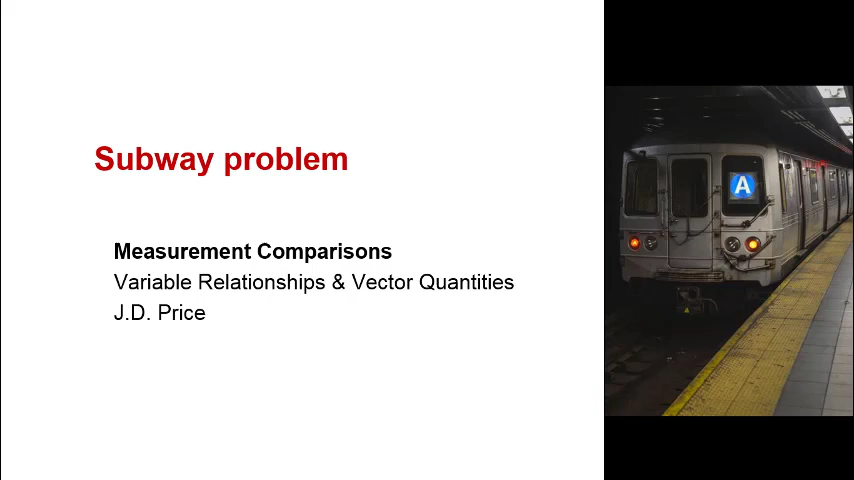 Subway problem
Measurement Comparisons
Variable Relationships & Vector Quantities
J.D. Price
A